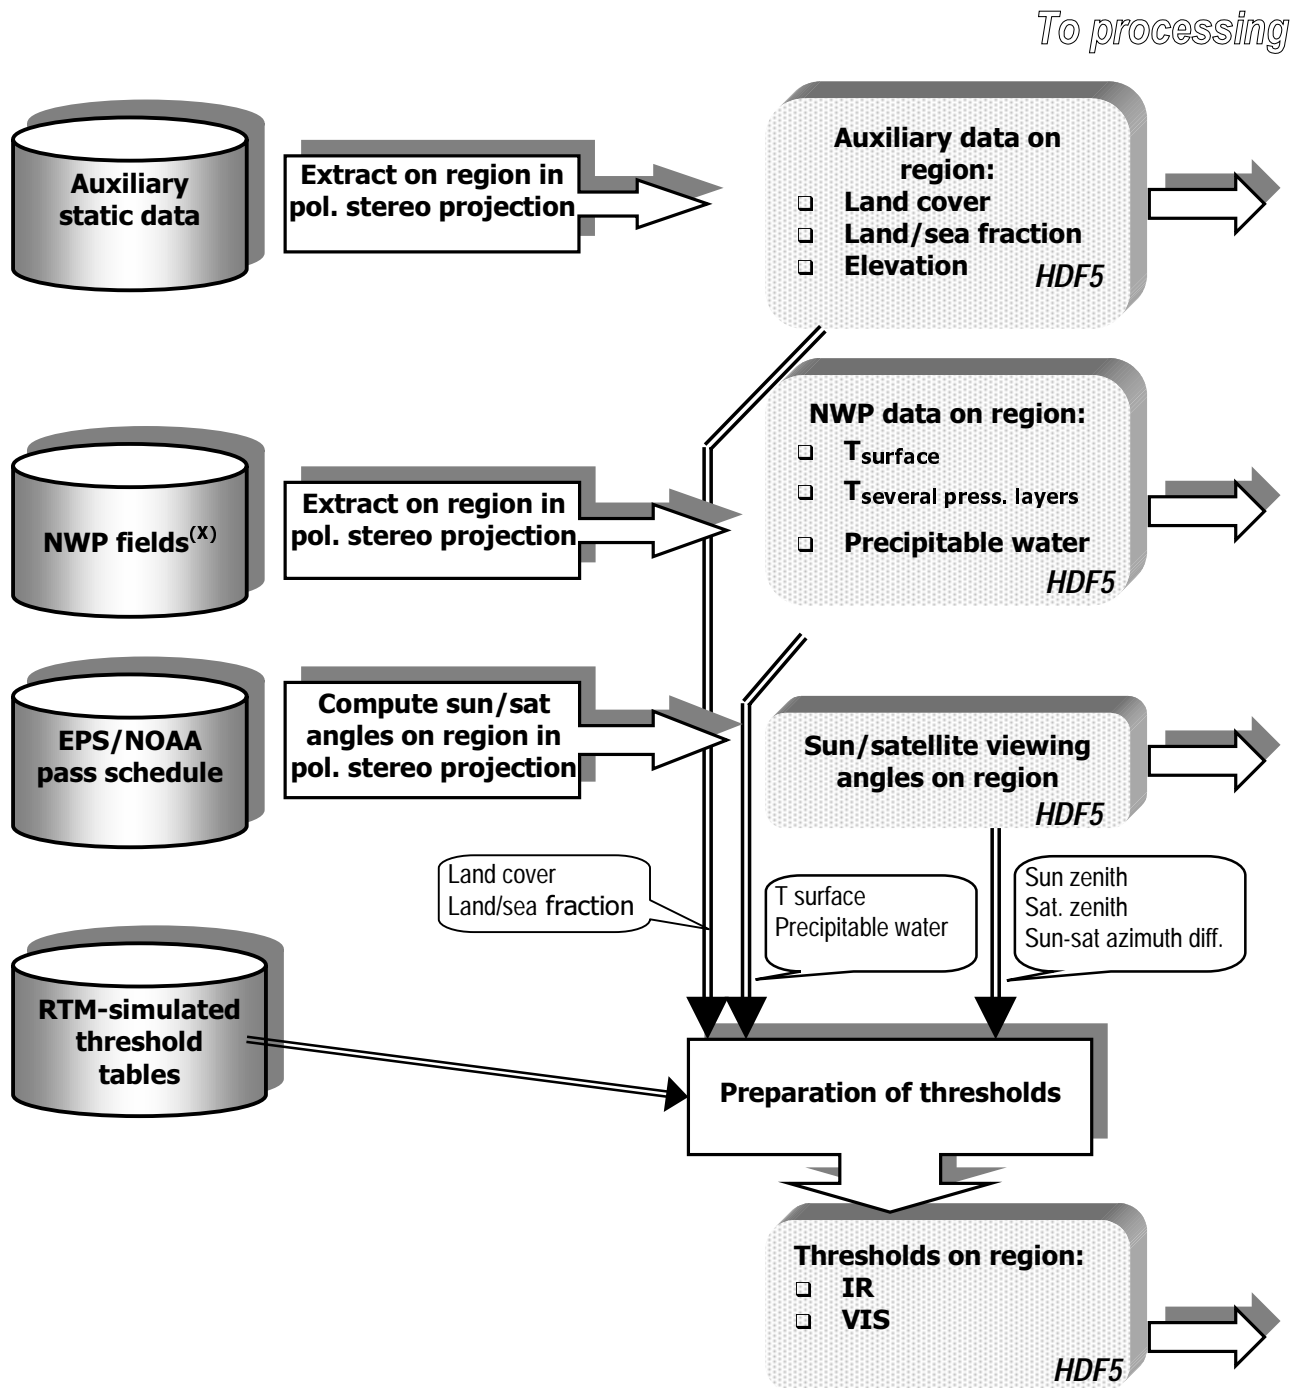 To processing
Auxiliary
static data
Extract on region in
pol. stereo projection
Auxiliary data on
region:
❑ Land cover
❑ Land/sea fraction
❑ Elevation
HDF5
NWP fields(X)
Extract on region in
pol. stereo projection
NWP data on region:
❑ Tsurface
❑ Tseveral press. layers
❑ Precipitable water
HDF5
EPS/NOAA
pass schedule
Compute sun/sat
angles on region in
pol. stereo projection
Sun/satellite viewing
angles on region
HDF5
Land cover
Land/sea fraction
T surface
Precipitable water
Sun zenith
Sat. zenith
Sun-sat azimuth diff.
RTM-simulated
threshold
tables
Preparation of thresholds
Thresholds on region:
❑ IR
❑ VIS
HDF5